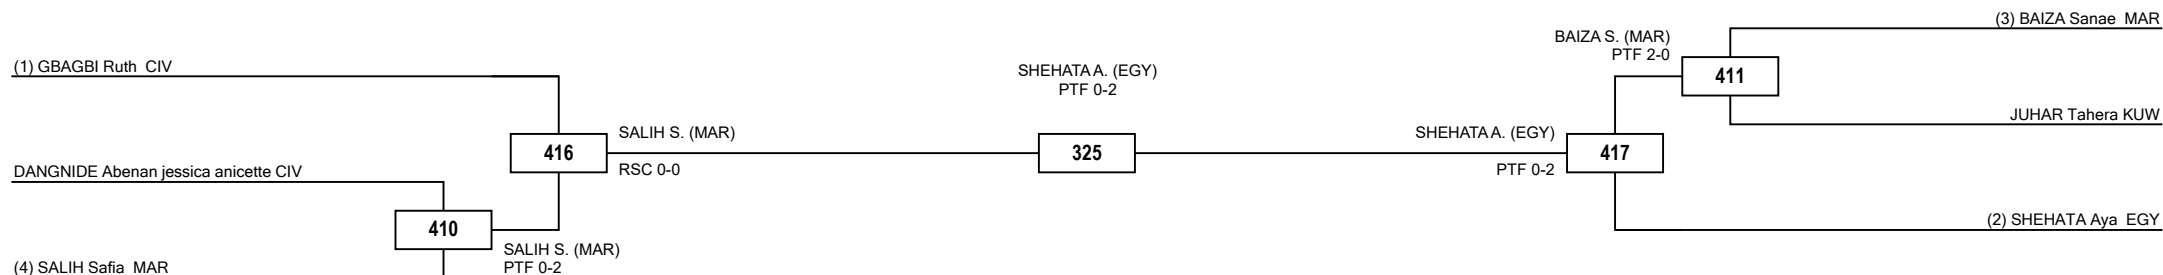 (3) BAIZA Sanae MAR
BAIZA S. (MAR)
PTF 2-0
(1) GBAGBI Ruth CIV
SHEHATA A. (EGY)
PTF 0-2
411
JUHAR Tahera KUW
SALIH S. (MAR)
SHEHATA A. (EGY)
416
325
417
RSC 0-0
PTF 0-2
DANGNIDE Abenan jessica anicette CIV
(2) SHEHATA Aya EGY
410
SALIH S. (MAR)
PTF 0-2
(4) SALIH Safia MAR